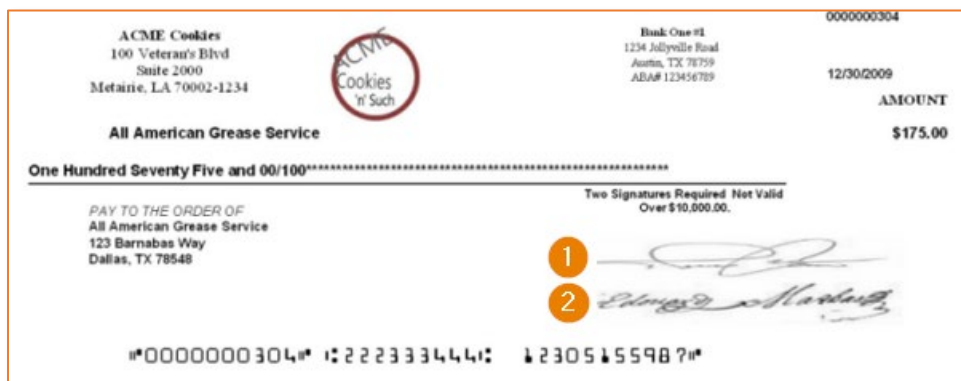 0000000304
ACME Cookies
100 Veteran's Blvd
Suite 2000
Metairie, LA 70002-1234
ACME
Cookies
'n' Such
Bank One #1
1234 Jollyville Road
Austin, TX 78759
ABA# 123456789
12/30/2009
AMOUNT
All American Grease Service
$175.00
One Hundred Seventy Five and 00/100*************************************************************
Two Signatures Required Not Valid
Over $10,000.00.
PAY TO THE ORDER OF
All American Grease Service
123 Barnabas Way
Dallas, TX 78548
1
2
⑈0000000304⑈ ⑆222333444⑆ 12305155987⑈